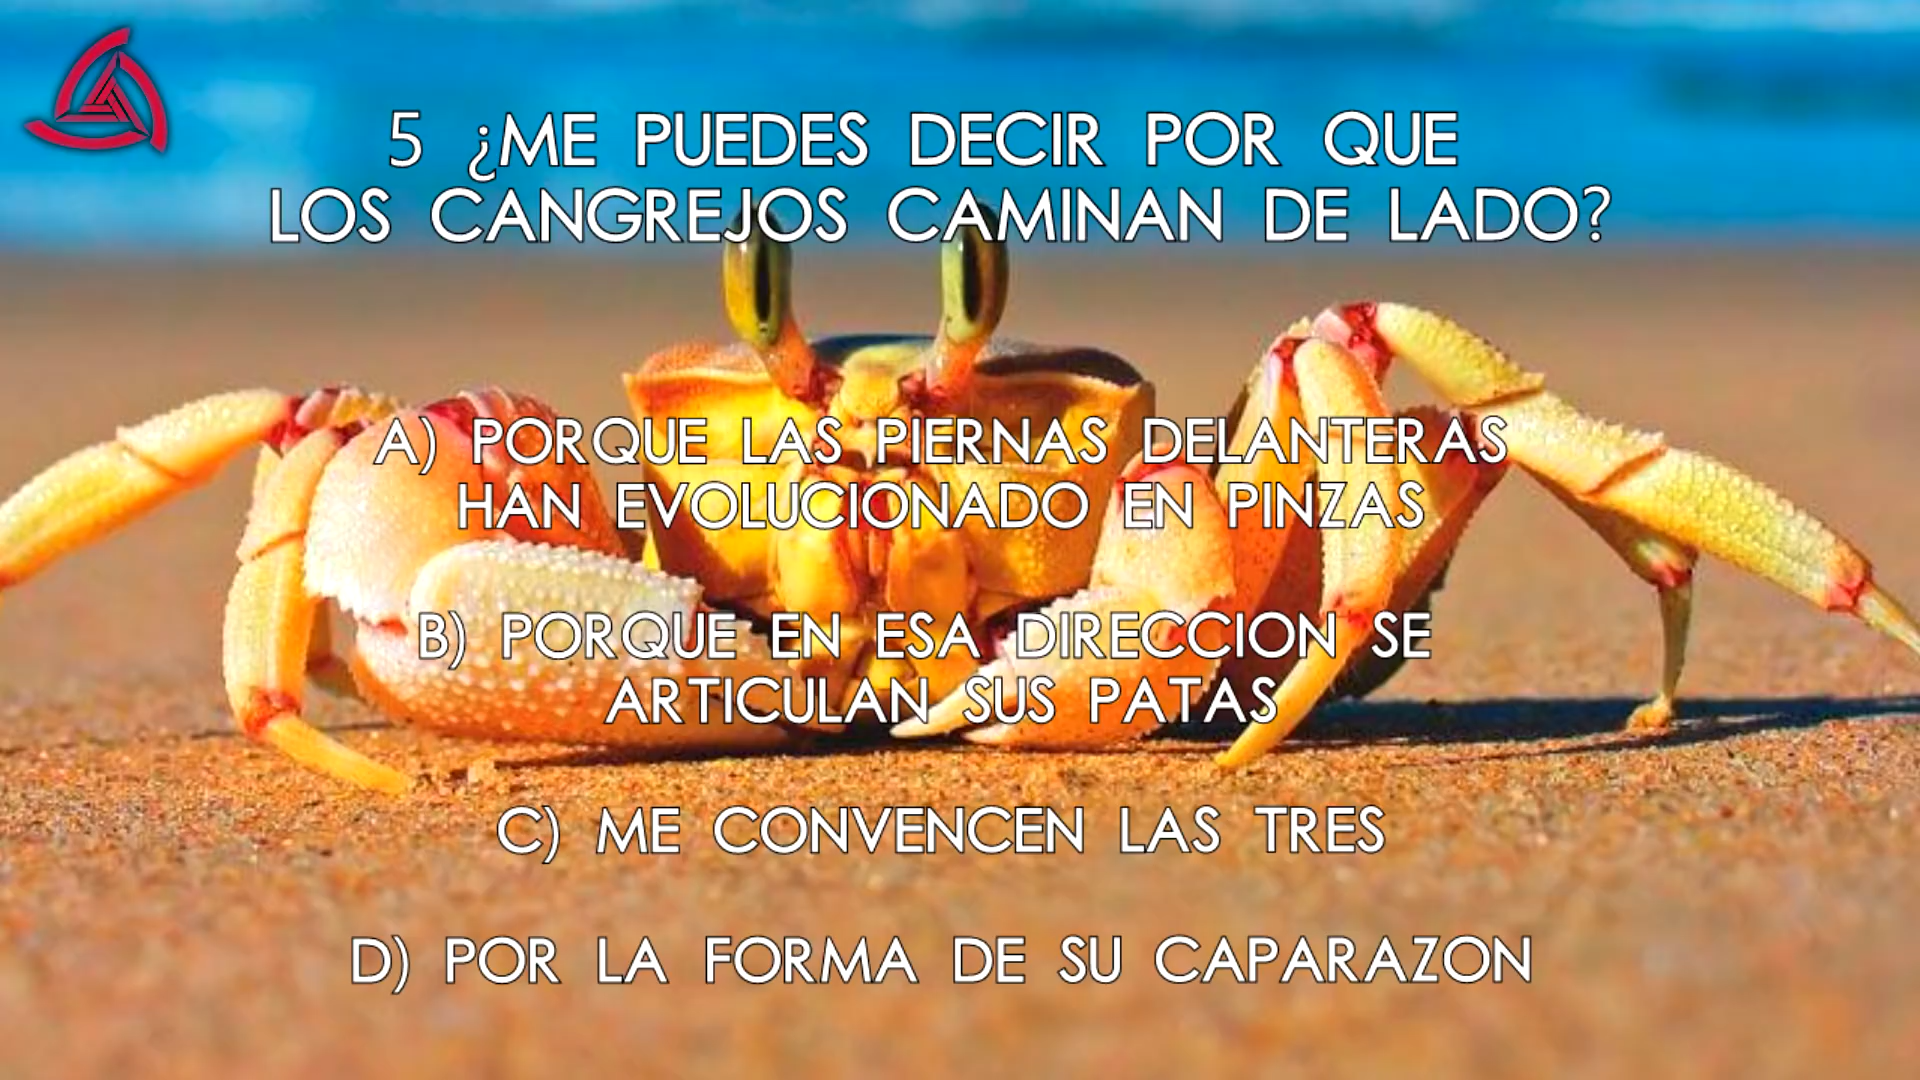 5 ¿ME PUEDES DECIR POR QUE
LOS CANGREJOS CAMINAN DE LADO?
A) PORQUE LAS PIERNAS DELANTERAS
HAN EVOLUCIONADO EN PINZAS
B) PORQUE EN ESA DIRECCION SE
ARTICULAN SUS PATAS
C) ME CONVENCEN LAS TRES
D) POR LA FORMA DE SU CAPARAZON